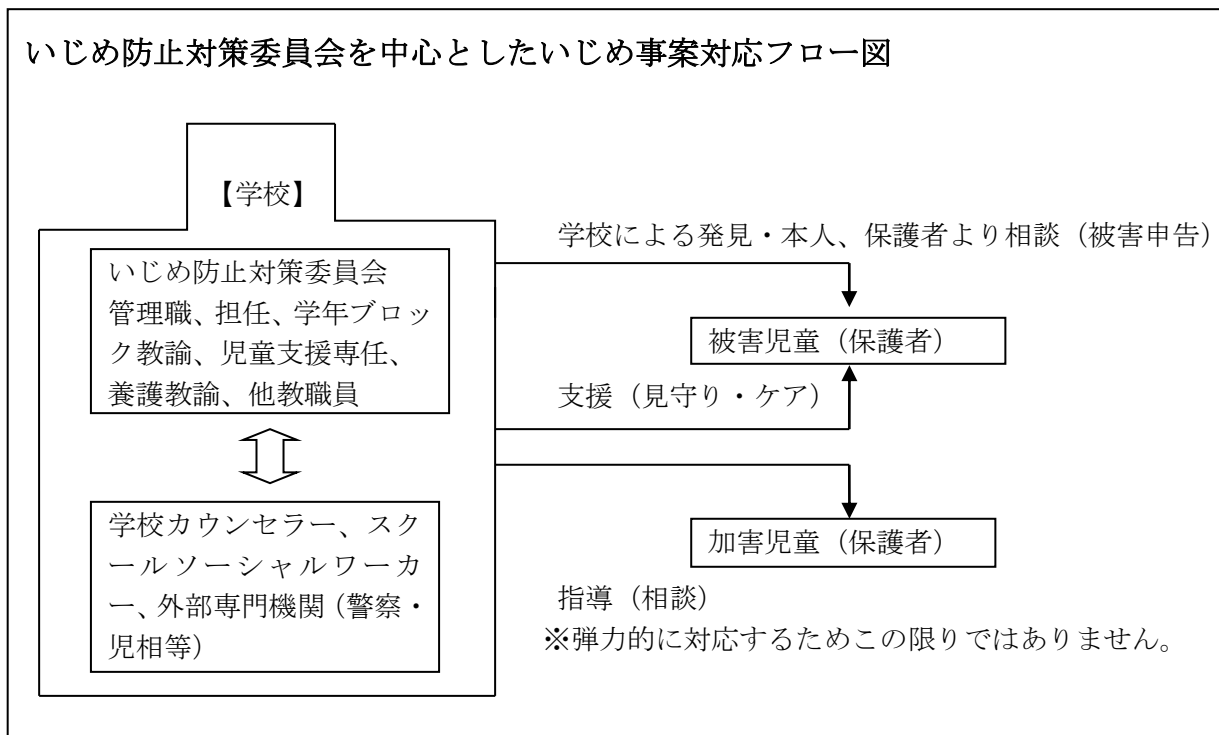 いじめ防止対策委員会を中心としたいじめ事案対応フロー図
【学校】
いじめ防止対策委員会
管理職、担任、学年ブロッ
ク教諭、児童支援専任、
養護教諭、他教職員
学校カウンセラー、スク
ールソーシャルワーカ
ー、外部専門機関（警察・
児相等）
学校による発見・本人、保護者より相談（被害申告）
被害児童（保護者）
支援（見守り・ケア）
加害児童（保護者）
指導（相談）
※弾力的に対応するためこの限りではありません。